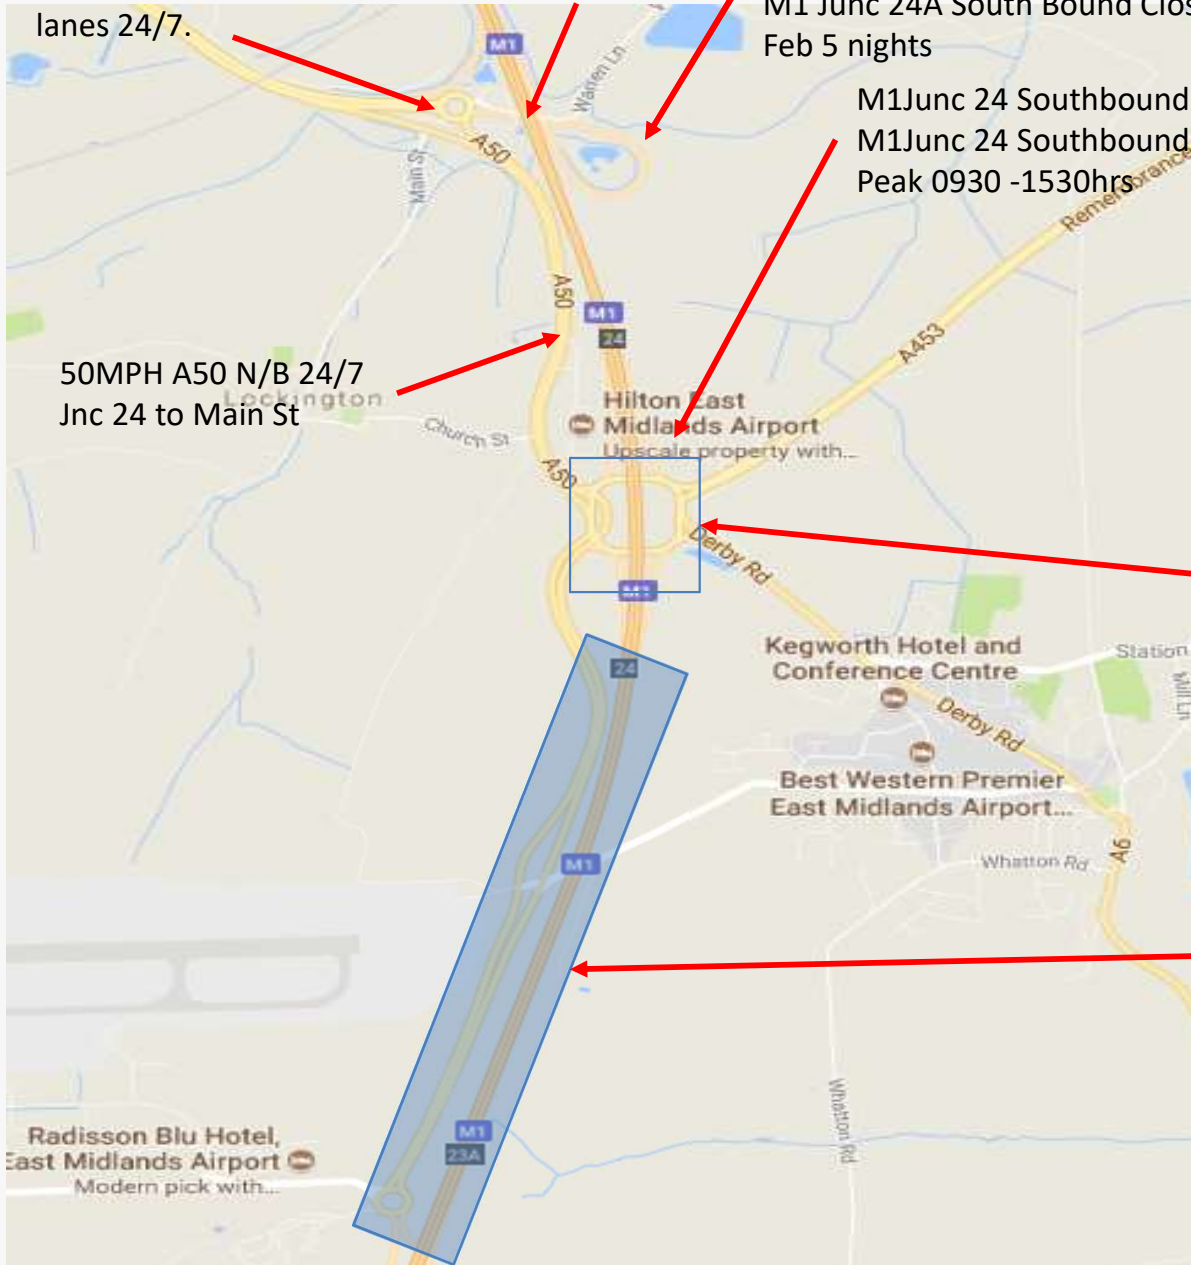 lanes 24/7.
M1 Junc 24A South Bound Clos
Feb 5 nights
M1Junc 24 Southbound
M1Junc 24 Southbound
Peak 0930 -1530hrs
M1
Warren Ln
A50
Main St
M1
Remembrance
A50
M1
24
A453
50MPH A50 N/B 24/7
Jnc 24 to Main St
Lockington
Hilton East
Midlands Airport
Upscale property with...
Church St
A50
Derby Rd
M1
Kegworth Hotel and
Conference Centre
Station
24
Mill Ln
Derby Rd
Best Western Premier
East Midlands Airport...
M1
Whatton Rd
A6
Whatton Rd
M1
23A
Radisson Blu Hotel,
East Midlands Airport
Modern pick with...